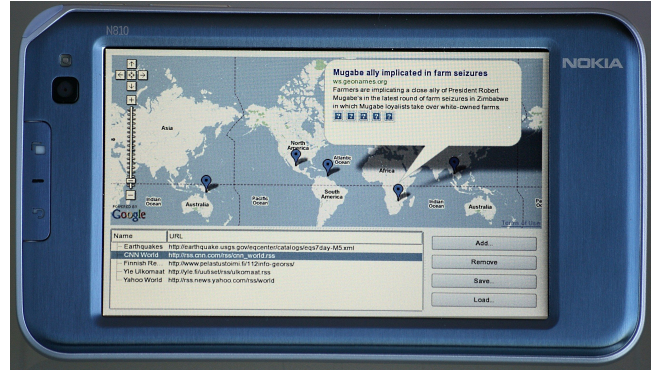 N810
NOKIA
Mugabe ally implicated in farm seizures
ws.geonames.org
Farmers are implicating a close ally of President Robert
Mugabe's in the latest round of farm seizures in Zimbabwe
in which Mugabe loyalists take over white-owned farms.
? ? ? ? ?
Asia
North
America
Atlantic
Ocean
Africa
South
America
Indian
Ocean
Australia
Pacific
Ocean
Indian
Ocean
Australia
Pa
Oc
POWERED BY
Google
Terms of Use
Name URL
Earthquakes http://earthquake.usgs.gov/eqcenter/catalogs/eqs7day-M5.xml
CNN World http://rss.cnn.com/rss/cnn_world.rss
Finnish Re... http://www.pelastustoimi.fi/112info-georss/
Yle Ulkomaat http://yle.fi/uutiset/rss/ulkomaat.rss
Yahoo World http://rss.news.yahoo.com/rss/world
Add...
Remove
Save...
Load...